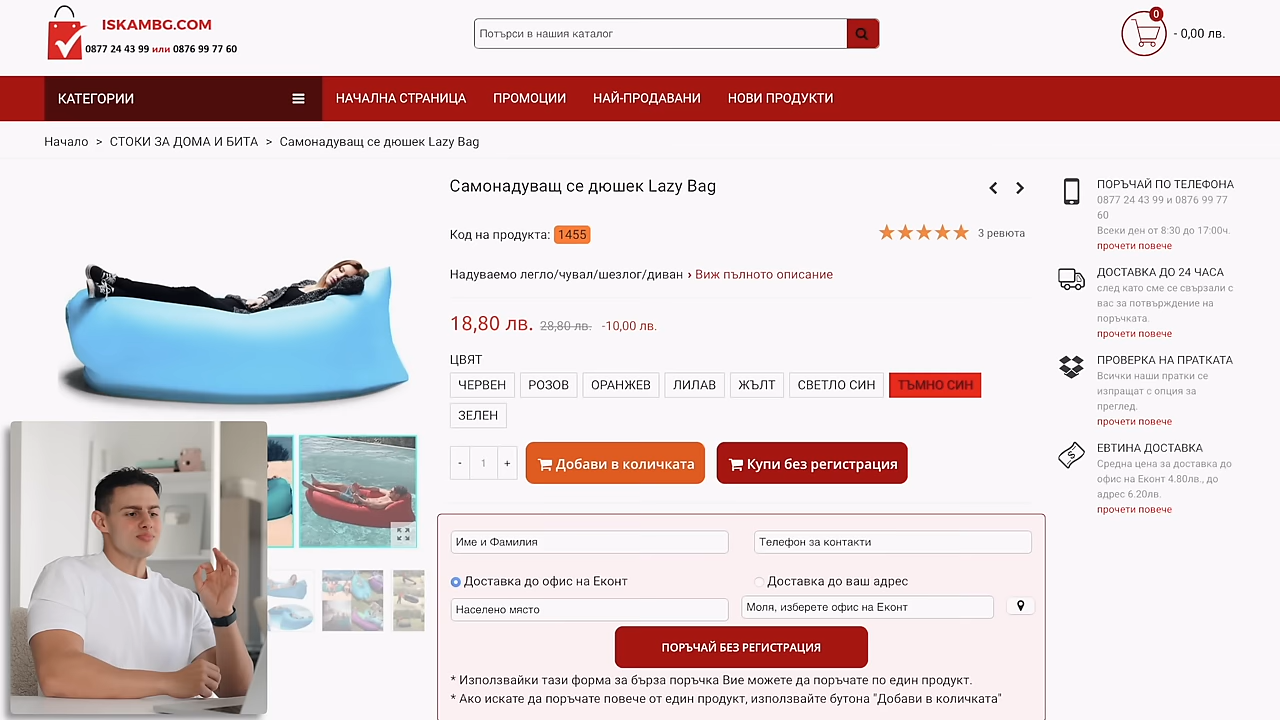 ISKAMBG.COM
0877 24 43 99 или 0876 99 77 60
Потърси в нашия каталог
0
- 0,00 лв.
КАТЕГОРИИ
НАЧАЛНА СТРАНИЦА
ПРОМОЦИИ
НАЙ-ПРОДАВАНИ
НОВИ ПРОДУКТИ
Начало > СТОКИ ЗА ДОМА И БИТА > Самонадуващ се дюшек Lazy Bag
Самонадуващ се дюшек Lazy Bag
Код на продукта: 1455
3 ревюта
Надуваемо легло/чувал/шезлог/диван › Виж пълното описание
18,80 лв. 28,80 лв. -10,00 лв.
ЦВЯТ
ЧЕРВЕН
РОЗОВ
ОРАНЖЕВ
ЛИЛАВ
ЖЪЛТ
СВЕТЛО СИН
ТЪМНО СИН
ЗЕЛЕН
- 1 +
Добави в количката
Купи без регистрация
Име и Фамилия
Телефон за контакти
Доставка до офис на Еконт
Доставка до ваш адрес
Населено място
Моля, изберете офис на Еконт
ПОРЪЧАЙ БЕЗ РЕГИСТРАЦИЯ
* Използвайки тази форма за бърза поръчка Вие можете да поръчате по един продукт.
* Ако искате да поръчате повече от един продукт, използвайте бутона "Добави в количката"
ПОРЪЧАЙ ПО ТЕЛЕФОНА
0877 24 43 99 и 0876 99 77
60
Всеки ден от 8:30 до 17:00ч.
прочети повече
ДОСТАВКА ДО 24 ЧАСА
след като сме се свързали с
вас за потвърждение на
поръчката.
прочети повече
ПРОВЕРКА НА ПРАТКАТА
Всички наши пратки се
изпращат с опция за
преглед.
прочети повече
ЕВТИНА ДОСТАВКА
Средна цена за доставка до
офис на Еконт 4.80лв., до
адрес 6.20лв.
прочети повече